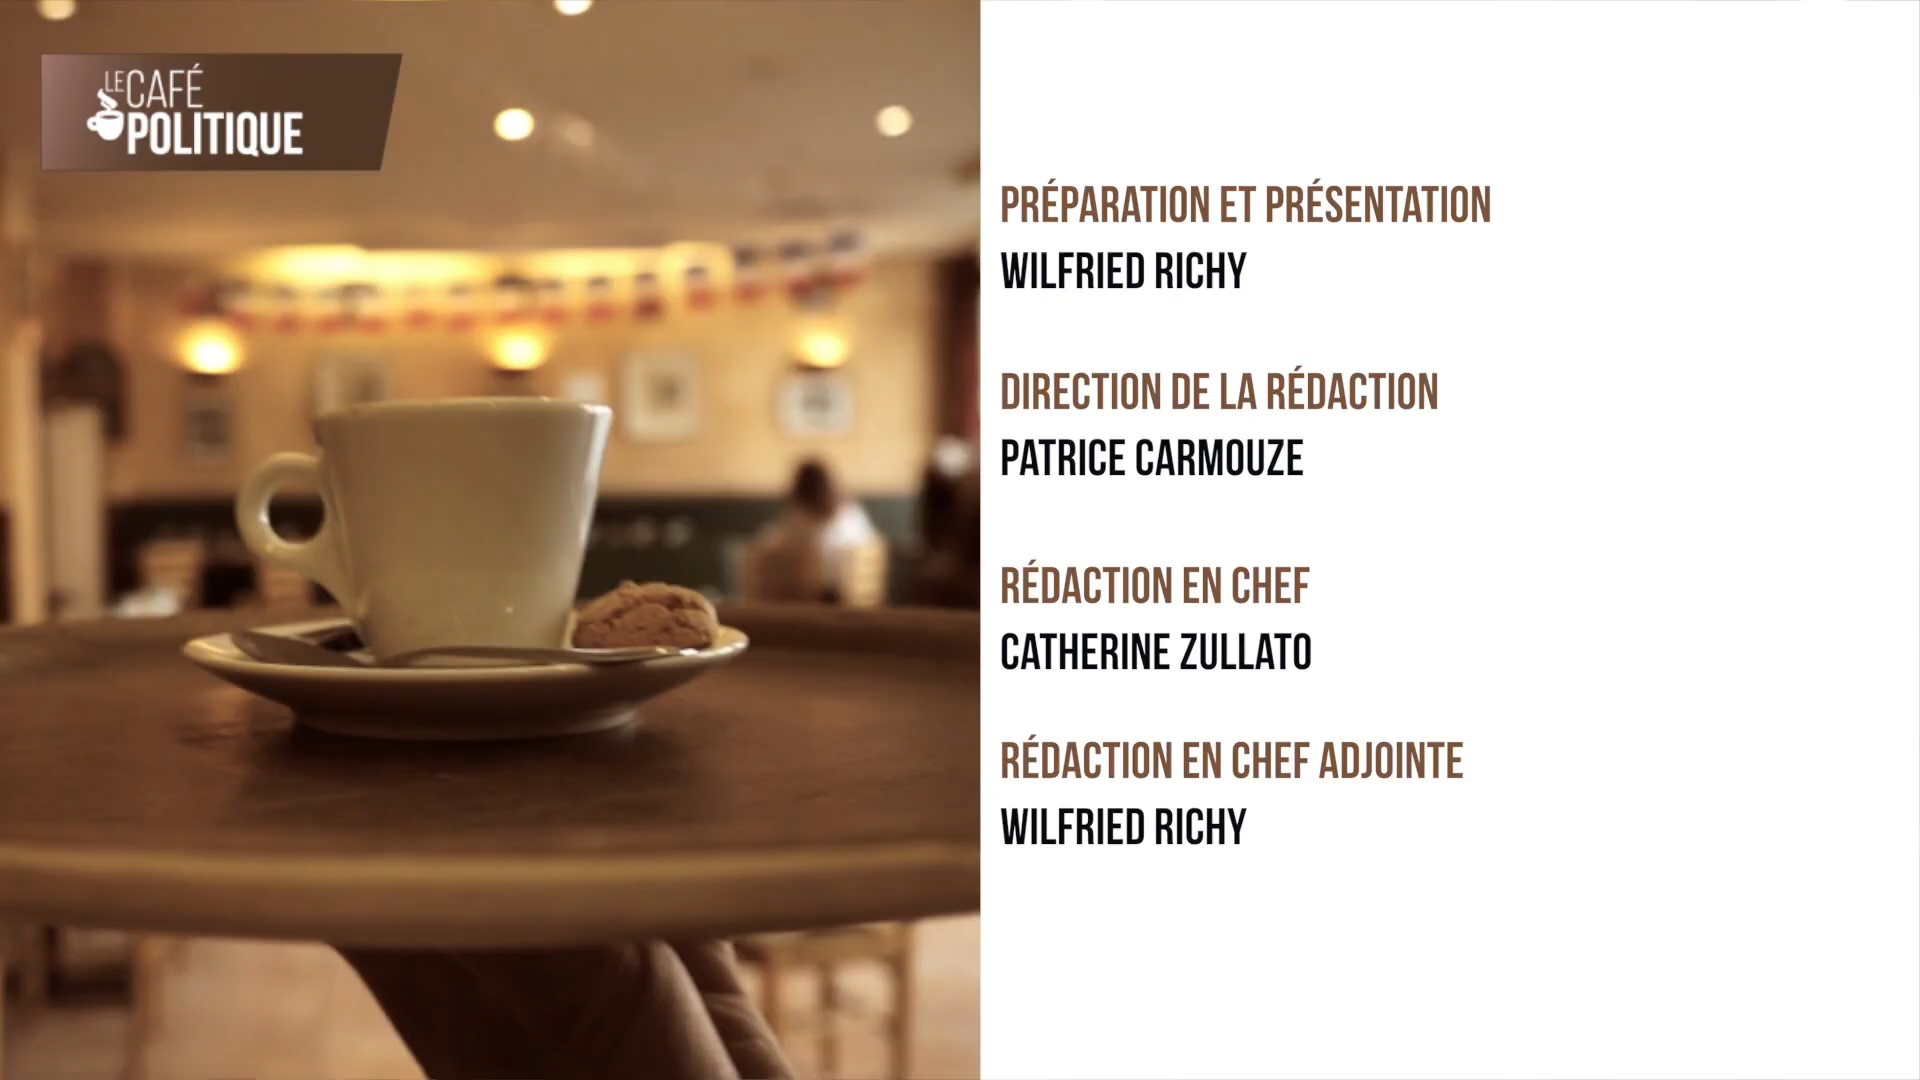 LE CAFÉ
POLITIQUE
PRÉPARATION ET PRÉSENTATION
WILFRIED RICHY
DIRECTION DE LA RÉDACTION
PATRICE CARMOUZE
RÉDACTION EN CHEF
CATHERINE ZULLATO
RÉDACTION EN CHEF ADJOINTE
WILFRIED RICHY